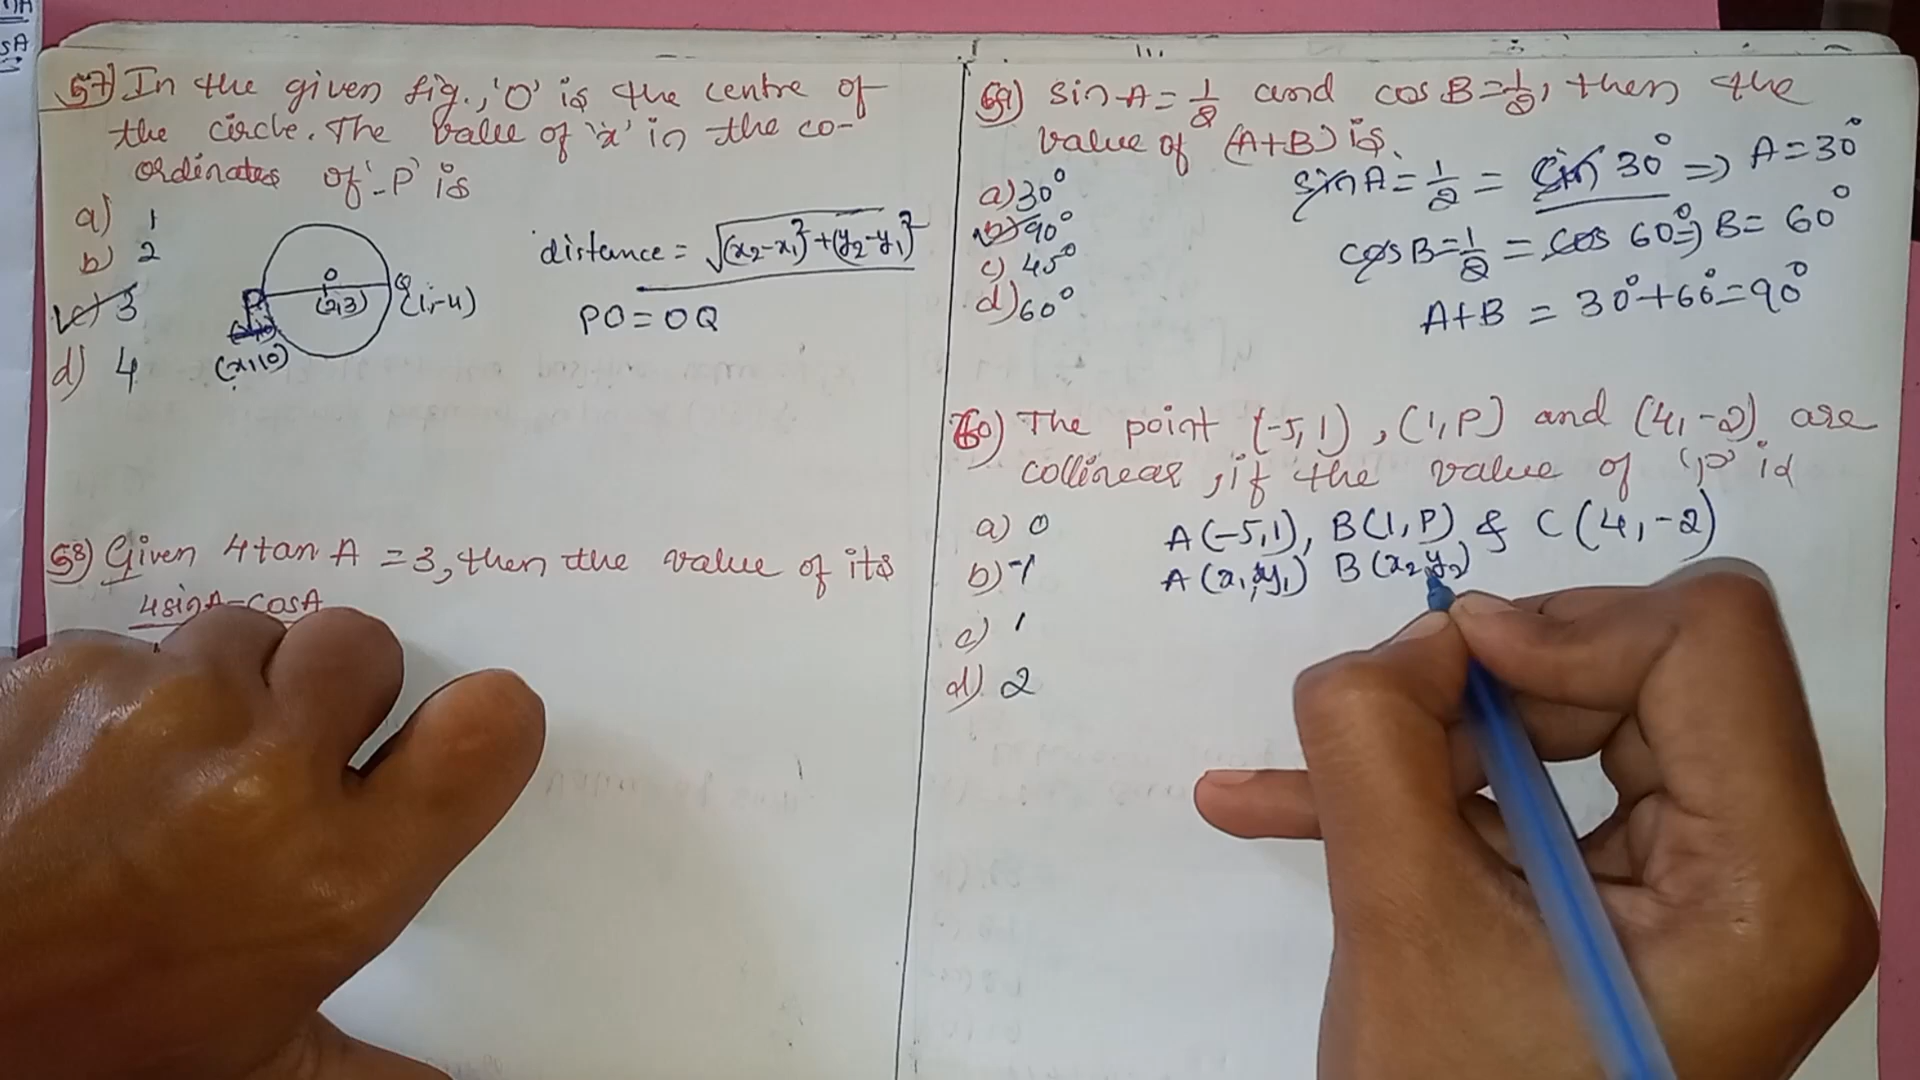 57) In the given fig., 'O' is the centre of
the circle. The value of 'x' in the co-
ordinates of 'P' is
a) 1
b) 2
c) 3
d) 4
O
(2,3)
P
Q(1,-4)
(x,10)
distance = √(x₂-x₁)²+(y₂-y₁)²
PO = OQ
58) Given 4tan A = 3, then the value of its
4sinA-cosA
59) sin A = 1/2 and cos B = 1/2, then the
value of (A+B) is.
a) 30°
b) 90°
c) 45°
d) 60°
sin A = 1/2 = sin 30° => A = 30°
cos B = 1/2 = cos 60° => B = 60°
A+B = 30°+60° = 90°
60) The point (-5,1), (1,P) and (4,-2) are
collinear, if the value of 'p' is
a) 0
b) -1
c) 1
d) 2
A(-5,1), B(1,P) & C(4,-2)
A(x₁,y₁) B(x₂,y₂)